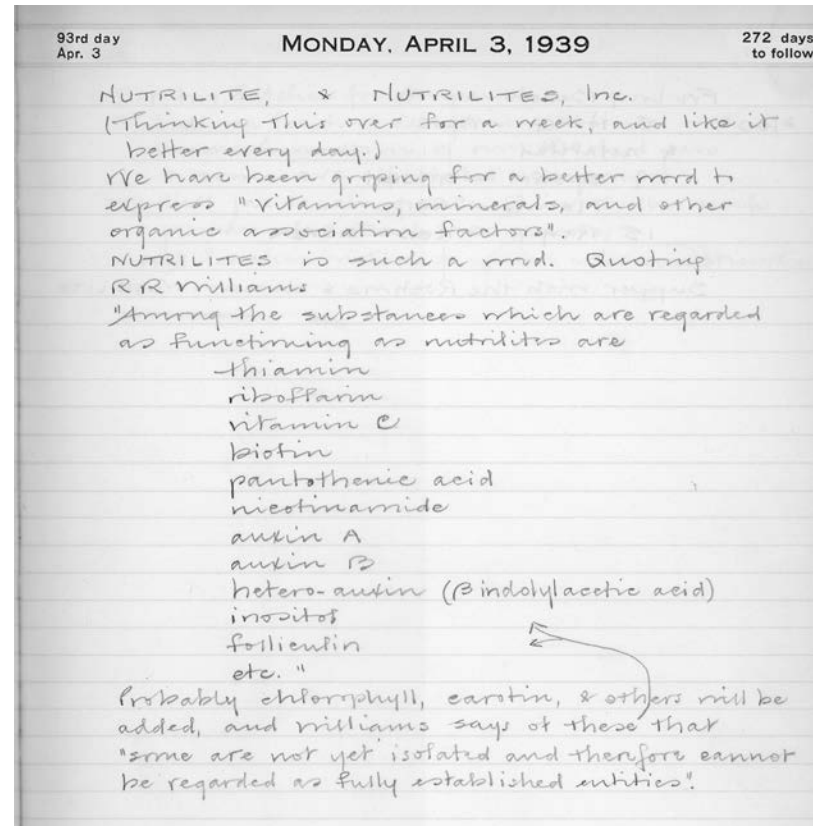 93rd day
Apr. 3
MONDAY, APRIL 3, 1939
272 days
to follow
NUTRILITE, & NUTRILITES, Inc.
(Thinking this over for a week, and like it
better every day.)
We have been groping for a better word to
express "Vitamins, minerals, and other
organic association factors".
NUTRILITES is such a word. Quoting
R R Williams
"Among the substances which are regarded
as functioning as nutrilites are
thiamin
riboflavin
vitamin C
biotin
pantothenic acid
nicotinamide
auxin A
auxin B
hetero-auxin (β indolylacetic acid)
inositol
folliculin
etc."
Probably chlorophyll, carotin, & others will be
added, and Williams says of these that
"some are not yet isolated and therefore cannot
be regarded as fully established entities".